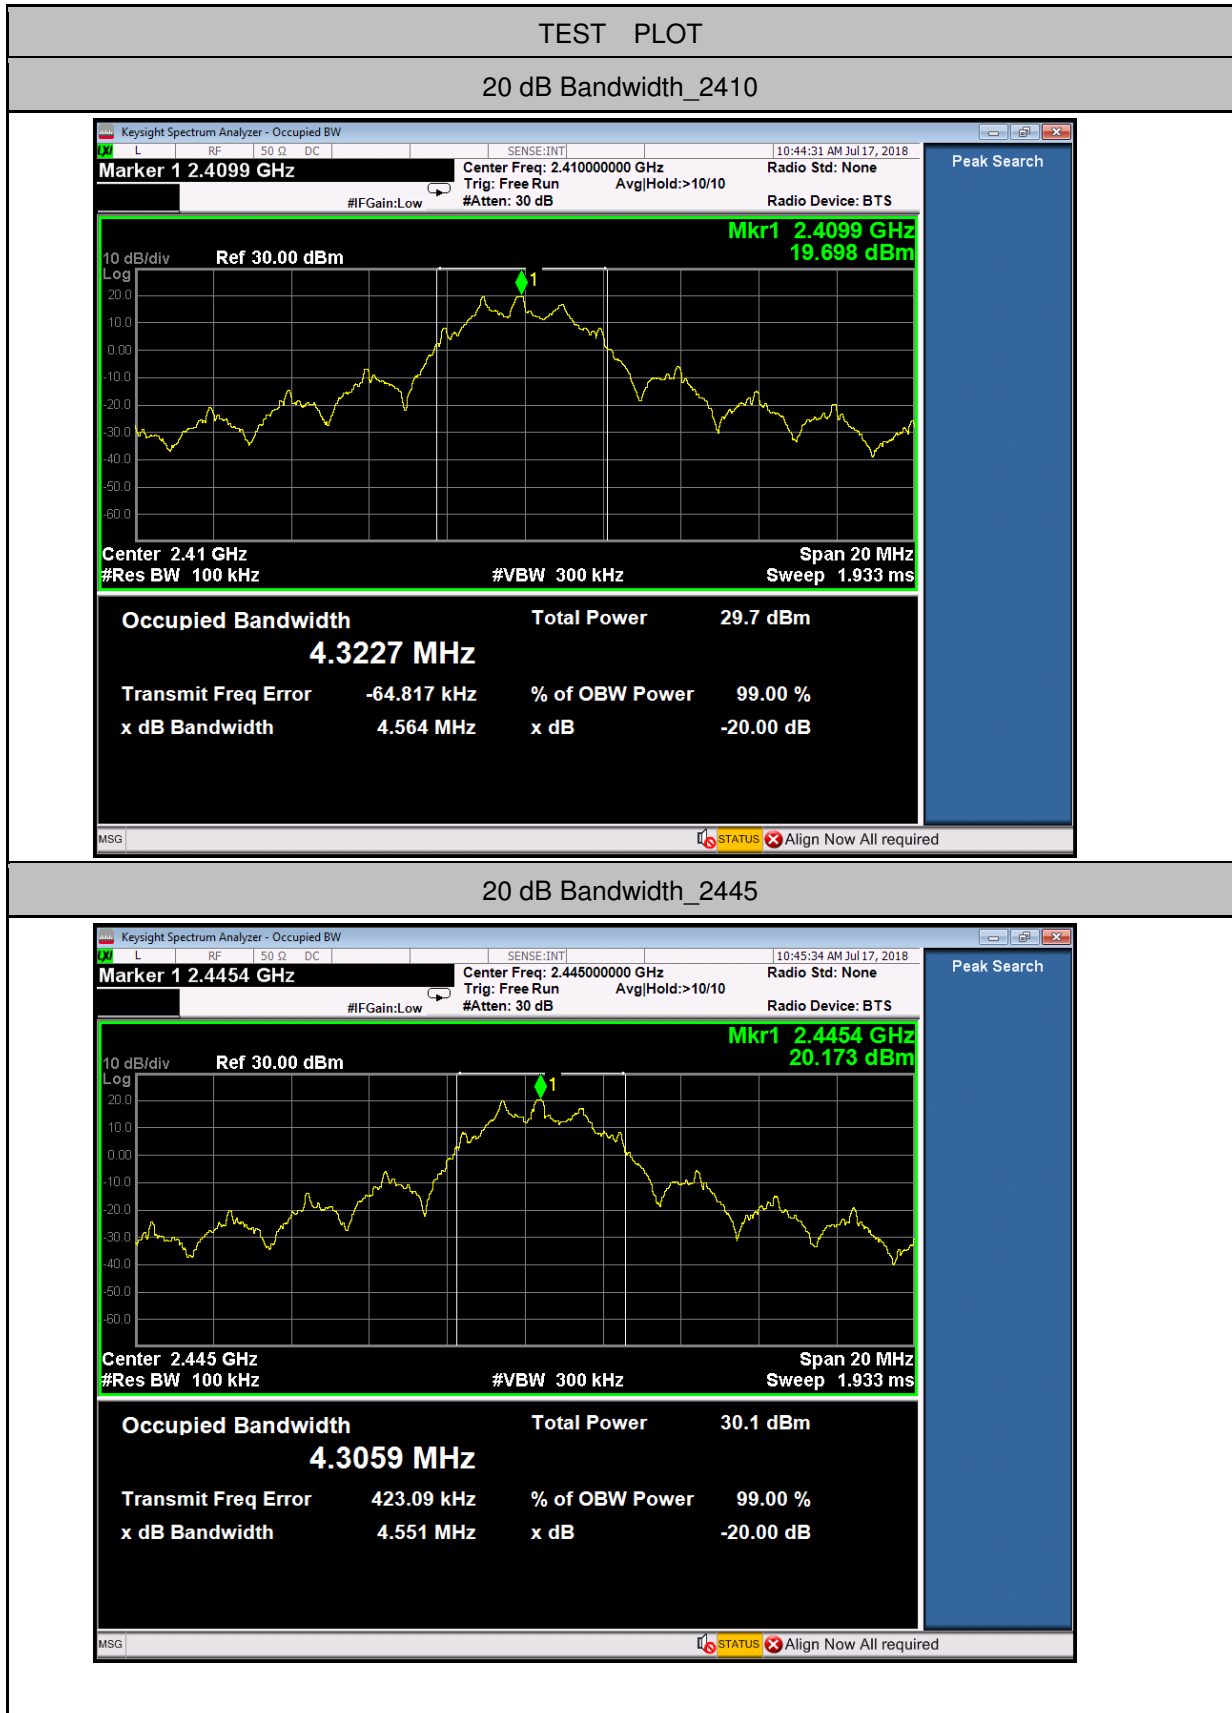 TEST PLOT
20 dB Bandwidth_2410
Keysight Spectrum Analyzer - Occupied BW
LXI L RF 50 Ω DC SENSE:INT 10:44:31 AM Jul 17, 2018
Marker 1 2.4099 GHz
Center Freq: 2.410000000 GHz
Radio Std: None
Trig: Free Run Avg|Hold:>10/10
#IFGain:Low
#Atten: 30 dB
Radio Device: BTS
Peak Search
Mkr1 2.4099 GHz
19.698 dBm
10 dB/div Ref 30.00 dBm
Log
1
20.0
10.0
0.00
-10.0
-20.0
-30.0
-40.0
-50.0
-60.0
Center 2.41 GHz Span 20 MHz
#Res BW 100 kHz #VBW 300 kHz Sweep 1.933 ms
Occupied Bandwidth Total Power 29.7 dBm
4.3227 MHz
Transmit Freq Error -64.817 kHz % of OBW Power 99.00 %
x dB Bandwidth 4.564 MHz x dB -20.00 dB
MSG STATUS Align Now All required
20 dB Bandwidth_2445
Keysight Spectrum Analyzer - Occupied BW
LXI L RF 50 Ω DC SENSE:INT 10:45:34 AM Jul 17, 2018
Marker 1 2.4454 GHz
Center Freq: 2.445000000 GHz
Radio Std: None
Trig: Free Run Avg|Hold:>10/10
#IFGain:Low
#Atten: 30 dB
Radio Device: BTS
Peak Search
Mkr1 2.4454 GHz
20.173 dBm
10 dB/div Ref 30.00 dBm
Log
1
20.0
10.0
0.00
-10.0
-20.0
-30.0
-40.0
-50.0
-60.0
Center 2.445 GHz Span 20 MHz
#Res BW 100 kHz #VBW 300 kHz Sweep 1.933 ms
Occupied Bandwidth Total Power 30.1 dBm
4.3059 MHz
Transmit Freq Error 423.09 kHz % of OBW Power 99.00 %
x dB Bandwidth 4.551 MHz x dB -20.00 dB
MSG STATUS Align Now All required